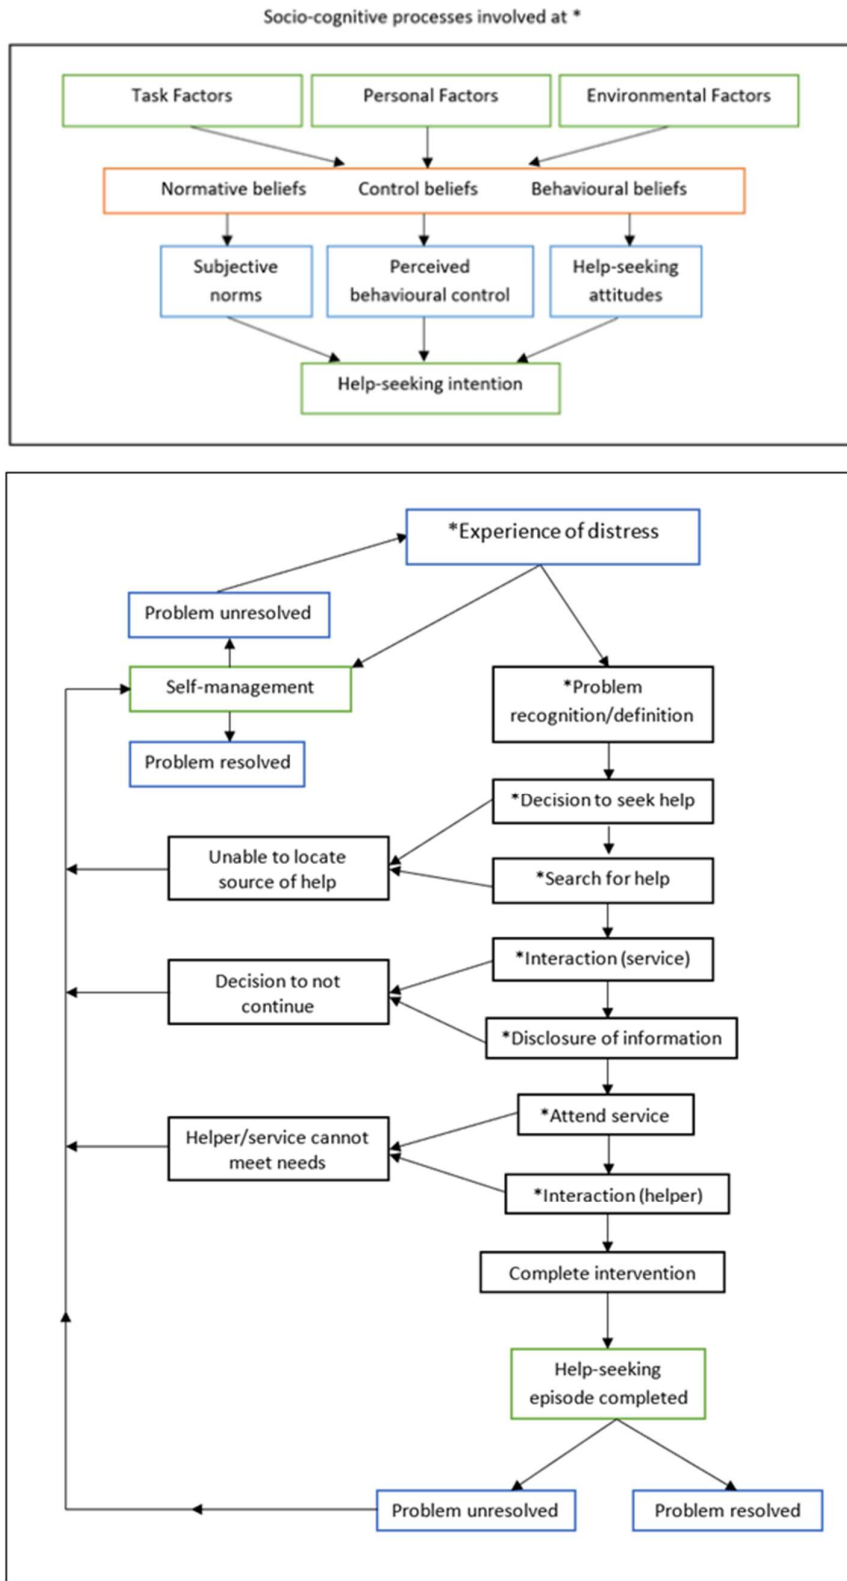 Socio-cognitive processes involved at *
Task Factors
Personal Factors
Environmental Factors
Normative beliefs
Control beliefs
Behavioural beliefs
Subjective
norms
Perceived
behavioural control
Help-seeking
attitudes
Help-seeking intention
*Experience of distress
Problem unresolved
Self-management
Problem resolved
*Problem
recognition/definition
*Decision to seek help
Unable to locate
source of help
*Search for help
*Interaction (service)
Decision to not
continue
*Disclosure of information
*Attend service
Helper/service cannot
meet needs
*Interaction (helper)
Complete intervention
Help-seeking
episode completed
Problem unresolved
Problem resolved